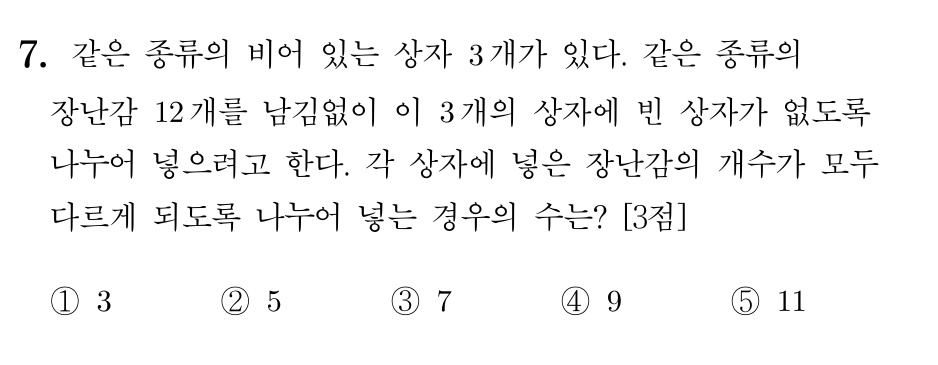 7. 같은 종류의 비어 있는 상자 3개가 있다. 같은 종류의
장난감 12개를 남김없이 이 3개의 상자에 빈 상자가 없도록
나누어 넣으려고 한다. 각 상자에 넣은 장난감의 개수가 모두
다르게 되도록 나누어 넣는 경우의 수는? [3점]
① 3 ② 5 ③ 7 ④ 9 ⑤ 11